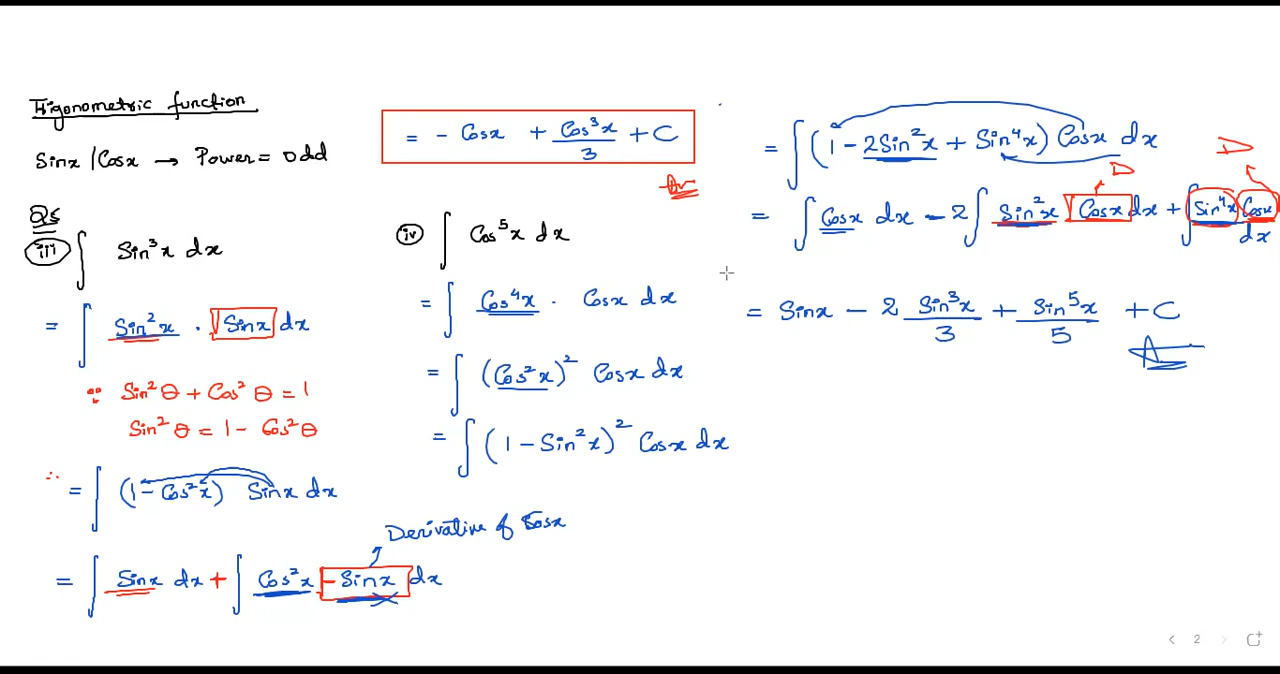 Trigonometric function
Sinx/Cosx → Power = odd
Q5
iii) ∫ Sin³x dx
= ∫ Sin²x · Sinx dx
∵ Sin²θ + Cos²θ = 1
Sin²θ = 1 - Cos²θ
∴ = ∫ (1 - Cos²x) Sinx dx
= ∫ Sinx dx + ∫ Cos²x -Sinx dx
Derivative of Cosx
= - Cosx + Cos³x/3 + C
Ans
iv) ∫ Cos⁵x dx
= ∫ Cos⁴x · Cosx dx
= ∫ (Cos²x)² Cosx dx
= ∫ (1 - Sin²x)² Cosx dx
= ∫ (1 - 2Sin²x + Sin⁴x) Cosx dx
D D
= ∫ Cosx dx - 2∫ Sin²x Cosx dx + ∫ Sin⁴x Cosx dx
= Sinx - 2 Sin³x/3 + Sin⁵x/5 + C
< 2 >